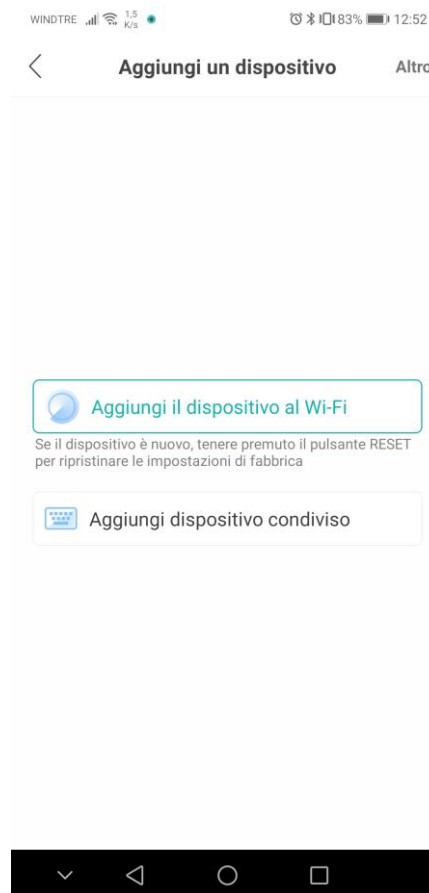 WINDTRE 1,5 K/s 83% 12:52
Aggiungi un dispositivo Altro
Aggiungi il dispositivo al Wi-Fi
Se il dispositivo è nuovo, tenere premuto il pulsante RESET
per ripristinare le impostazioni di fabbrica
Aggiungi dispositivo condiviso